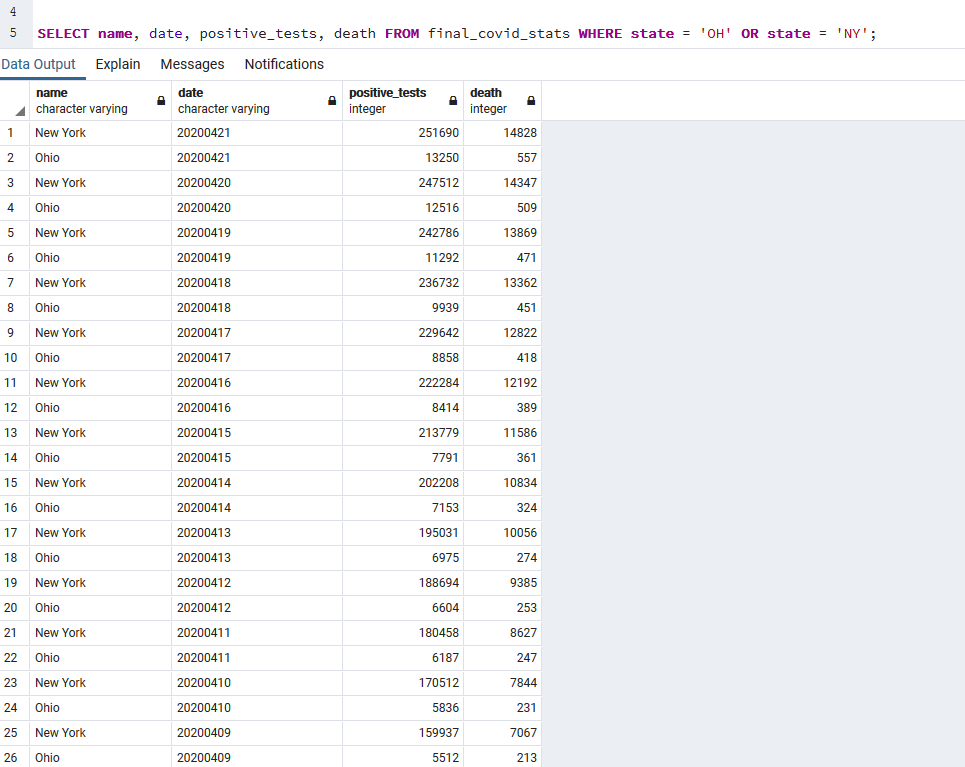 4
5 SELECT name, date, positive_tests, death FROM final_covid_stats WHERE state = 'OH' OR state = 'NY';
Data Output Explain Messages Notifications
name date positive_tests death
character varying character varying integer integer
1 New York 20200421 251690 14828
2 Ohio 20200421 13250 557
3 New York 20200420 247512 14347
4 Ohio 20200420 12516 509
5 New York 20200419 242786 13869
6 Ohio 20200419 11292 471
7 New York 20200418 236732 13362
8 Ohio 20200418 9939 451
9 New York 20200417 229642 12822
10 Ohio 20200417 8858 418
11 New York 20200416 222284 12192
12 Ohio 20200416 8414 389
13 New York 20200415 213779 11586
14 Ohio 20200415 7791 361
15 New York 20200414 202208 10834
16 Ohio 20200414 7153 324
17 New York 20200413 195031 10056
18 Ohio 20200413 6975 274
19 New York 20200412 188694 9385
20 Ohio 20200412 6604 253
21 New York 20200411 180458 8627
22 Ohio 20200411 6187 247
23 New York 20200410 170512 7844
24 Ohio 20200410 5836 231
25 New York 20200409 159937 7067
26 Ohio 20200409 5512 213